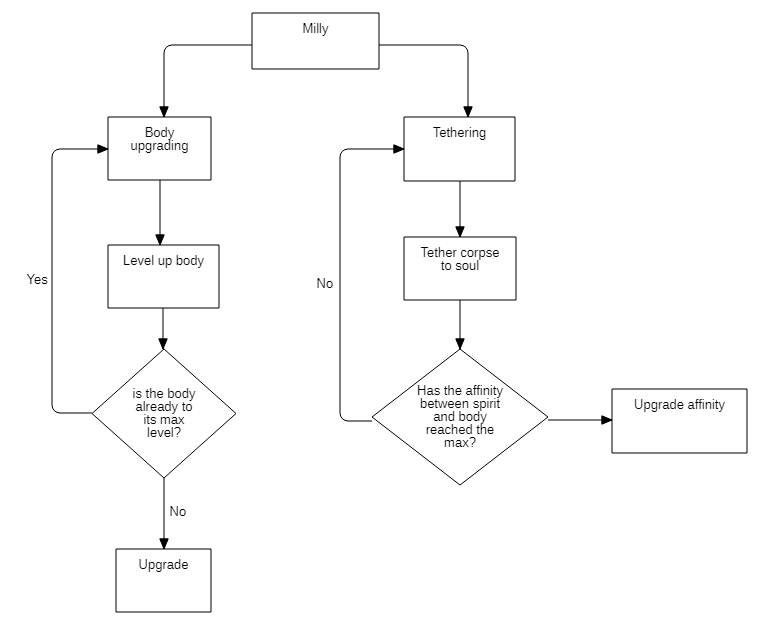 Milly
Body
upgrading
Tethering
Level up body
Tether corpse
to soul
Yes
No
is the body
already to
its max
level?
Has the affinity
between spirit
and body
reached the
max?
Upgrade affinity
No
Upgrade